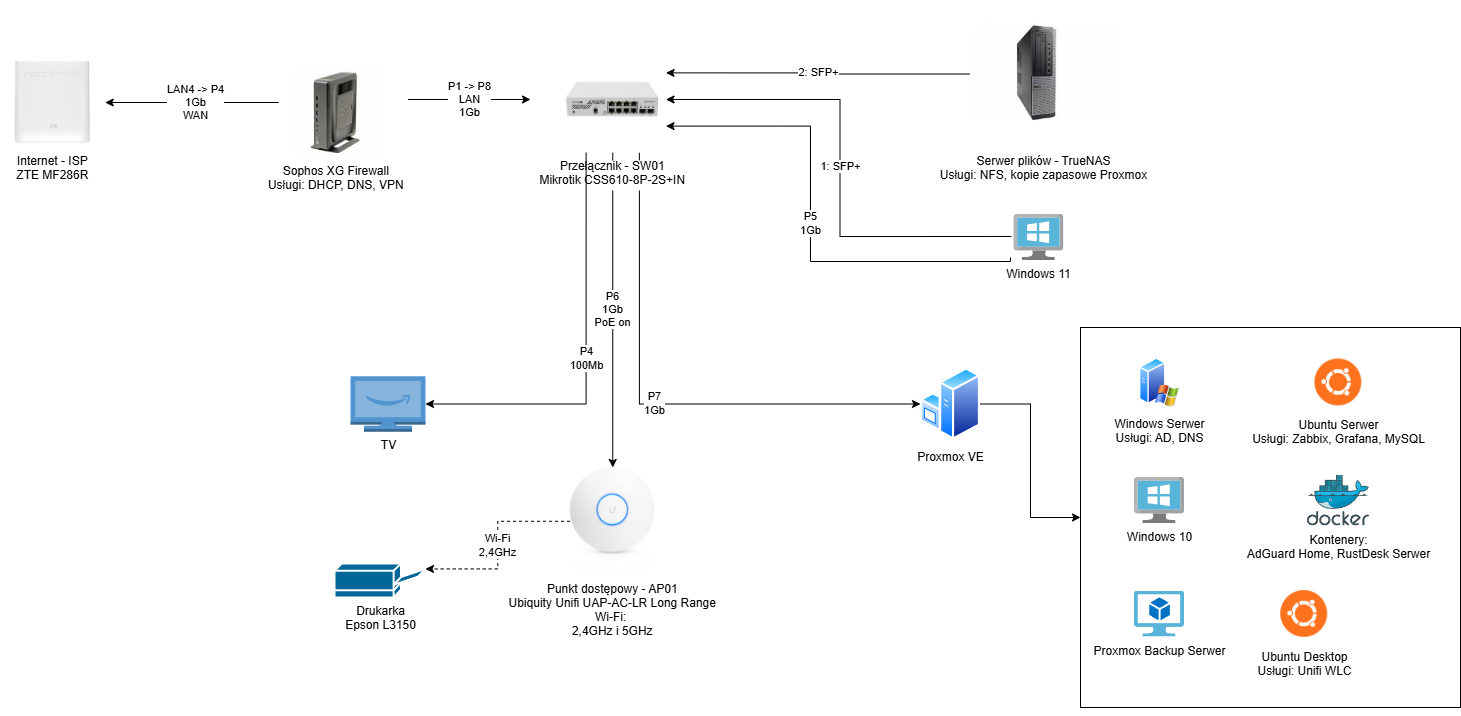 Internet - ISP
ZTE MF286R
LAN4 -> P4
1Gb
WAN
Sophos XG Firewall
Usługi: DHCP, DNS, VPN
P1 -> P8
LAN
1Gb
Przełącznik - SW01
Mikrotik CSS610-8P-2S+IN
2: SFP+
1: SFP+
P5
1Gb
Serwer plików - TrueNAS
Usługi: NFS, kopie zapasowe Proxmox
Windows 11
P6
1Gb
PoE on
P4
100Mb
P7
1Gb
TV
Proxmox VE
Wi-Fi
2,4GHz
Drukarka
Epson L3150
Punkt dostępowy - AP01
Ubiquity Unifi UAP-AC-LR Long Range
Wi-Fi:
2,4GHz i 5GHz
Windows Serwer
Usługi: AD, DNS
Ubuntu Serwer
Usługi: Zabbix, Grafana, MySQL
Windows 10
docker
Kontenery:
AdGuard Home, RustDesk Serwer
Proxmox Backup Serwer
Ubuntu Desktop
Usługi: Unifi WLC